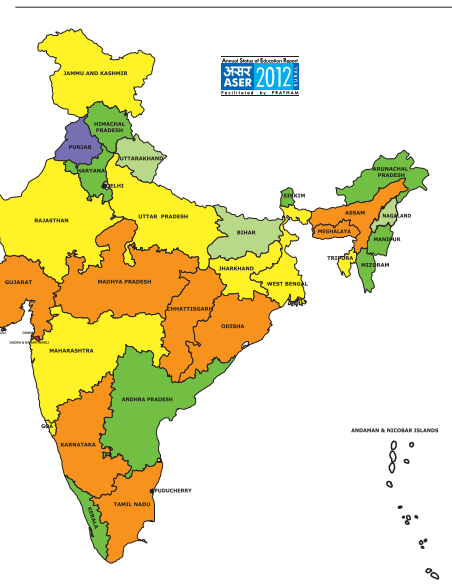 Annual Status of Education Report
असर
ASER 2012
RURAL
Facilitated by PRATHAM
JAMMU AND KASHMIR
HIMACHAL
PRADESH
PUNJAB
UTTARAKHAND
HARYANA
DELHI
ARUNACHAL
PRADESH
SIKKIM
RAJASTHAN
UTTAR PRADESH
ASSAM
NAGALAND
BIHAR
MEGHALAYA
MANIPUR
TRIPURA
MIZORAM
JHARKHAND
GUJARAT
MADHYA PRADESH
WEST BENGAL
CHHATTISGARH
ODISHA
MAHARASHTRA
ANDHRA PRADESH
GOA
ANDAMAN & NICOBAR ISLANDS
KARNATAKA
PUDUCHERRY
TAMIL NADU
KERALA